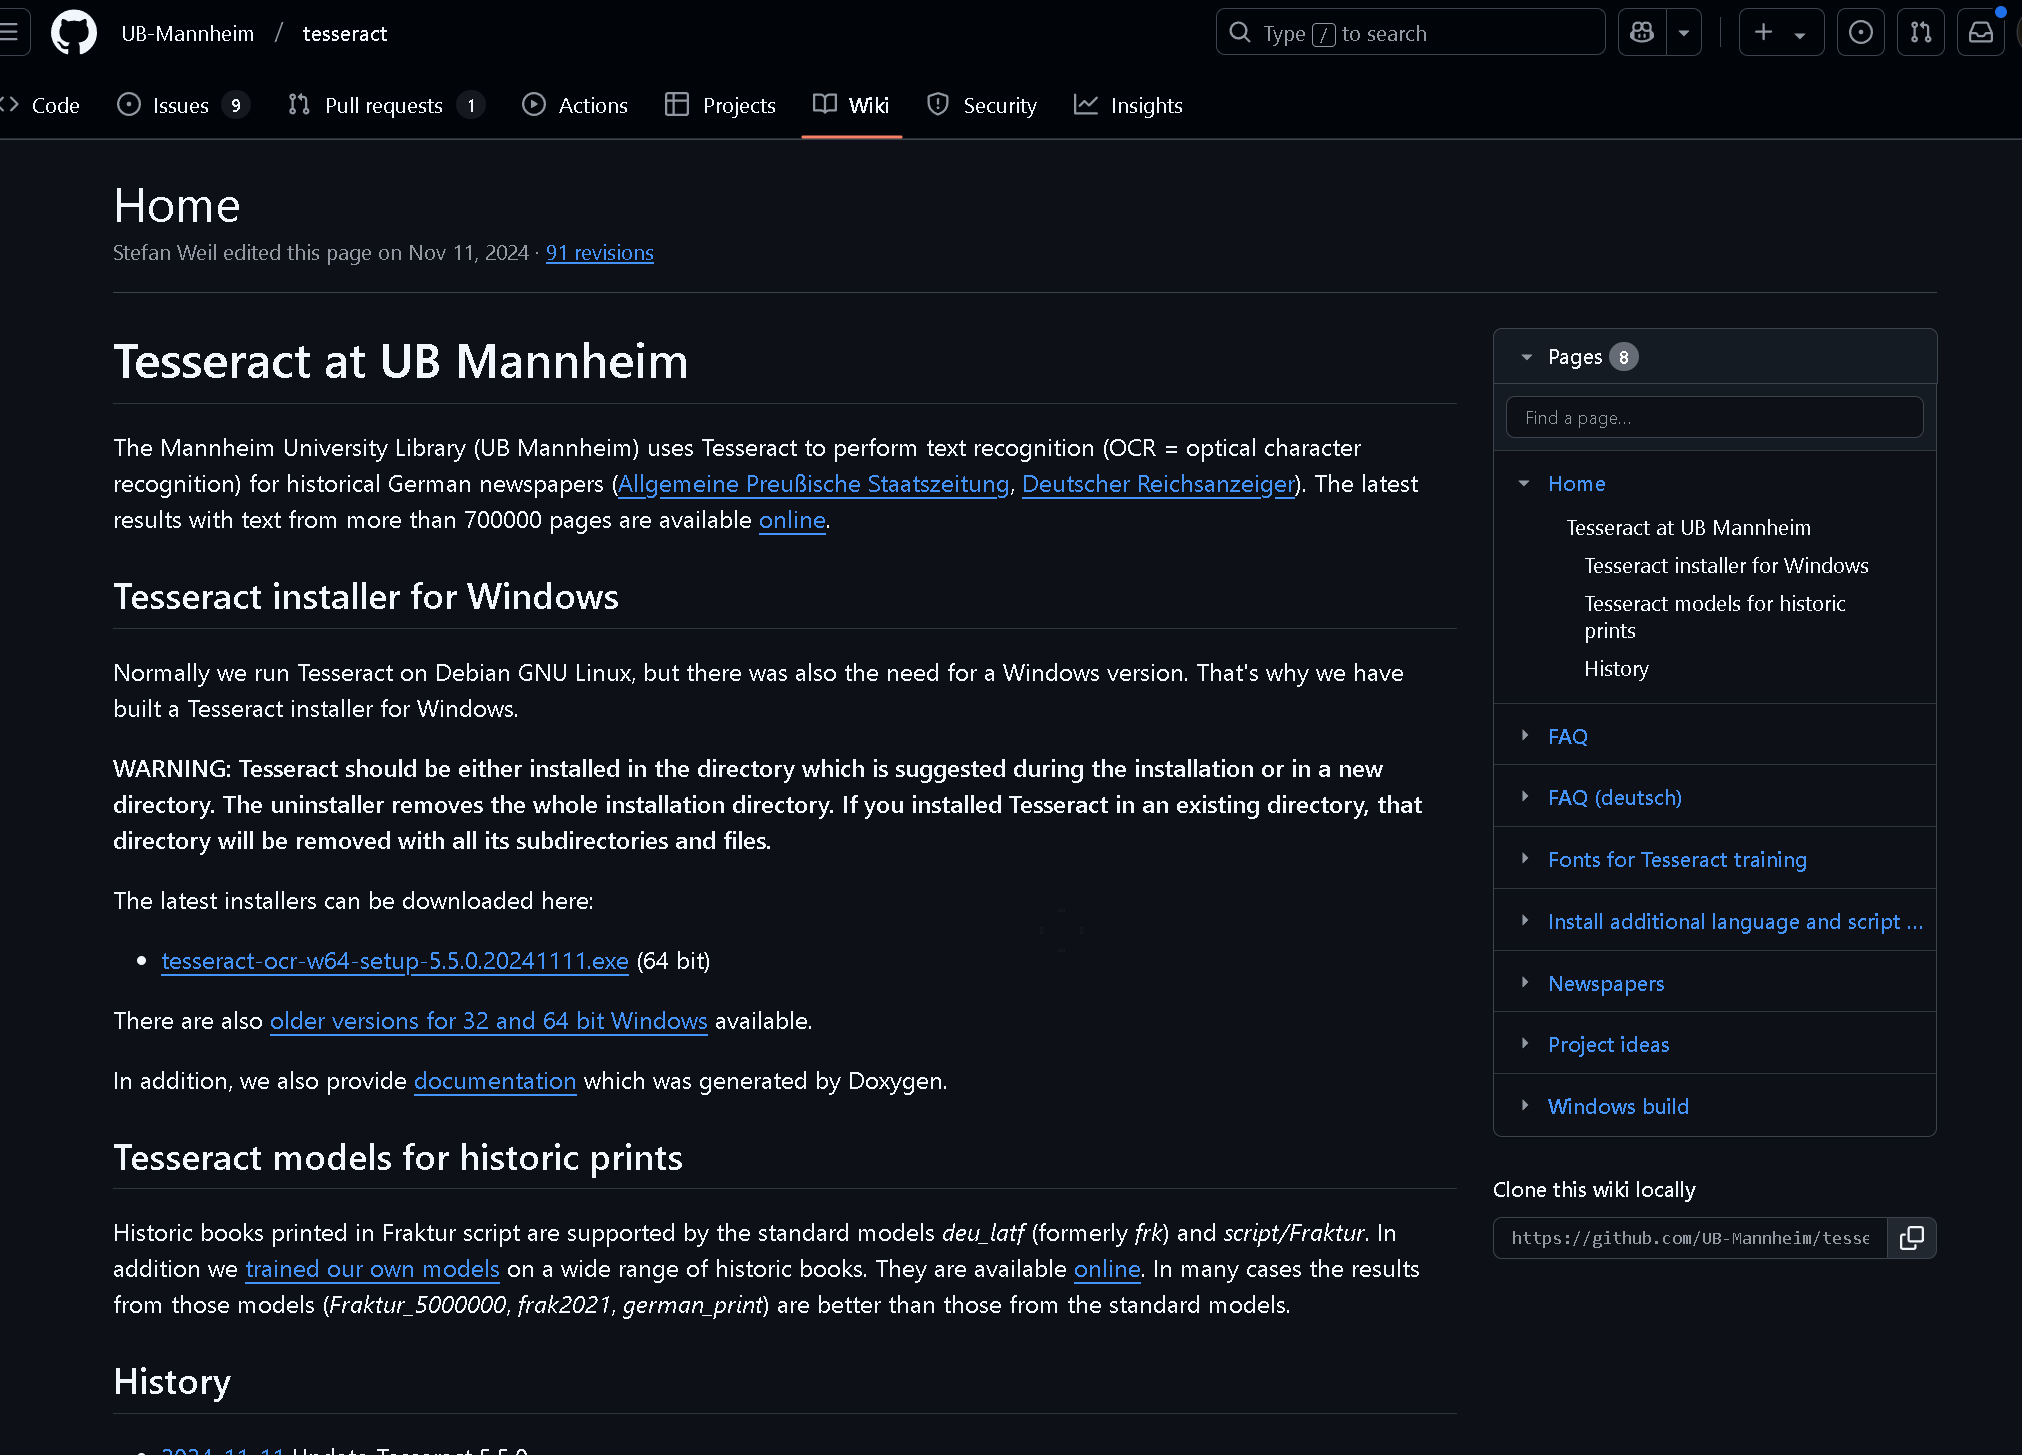 UB-Mannheim / tesseract
Type / to search
Code
Issues 9
Pull requests 1
Actions
Projects
Wiki
Security
Insights
Home
Stefan Weil edited this page on Nov 11, 2024 · 91 revisions
Tesseract at UB Mannheim
The Mannheim University Library (UB Mannheim) uses Tesseract to perform text recognition (OCR = optical character
recognition) for historical German newspapers (Allgemeine Preußische Staatszeitung, Deutscher Reichsanzeiger). The latest
results with text from more than 700000 pages are available online.
Tesseract installer for Windows
Normally we run Tesseract on Debian GNU Linux, but there was also the need for a Windows version. That's why we have
built a Tesseract installer for Windows.
WARNING: Tesseract should be either installed in the directory which is suggested during the installation or in a new
directory. The uninstaller removes the whole installation directory. If you installed Tesseract in an existing directory, that
directory will be removed with all its subdirectories and files.
The latest installers can be downloaded here:
• tesseract-ocr-w64-setup-5.5.0.20241111.exe (64 bit)
There are also older versions for 32 and 64 bit Windows available.
In addition, we also provide documentation which was generated by Doxygen.
Tesseract models for historic prints
Historic books printed in Fraktur script are supported by the standard models deu_latf (formerly frk) and script/Fraktur. In
addition we trained our own models on a wide range of historic books. They are available online. In many cases the results
from those models (Fraktur_5000000, frak2021, german_print) are better than those from the standard models.
History
• 2024-11-11 Update Tesseract 5.5.0
Pages 8
Find a page...
Home
Tesseract at UB Mannheim
Tesseract installer for Windows
Tesseract models for historic
prints
History
FAQ
FAQ (deutsch)
Fonts for Tesseract training
Install additional language and script ...
Newspapers
Project ideas
Windows build
Clone this wiki locally
https://github.com/UB-Mannheim/tesse